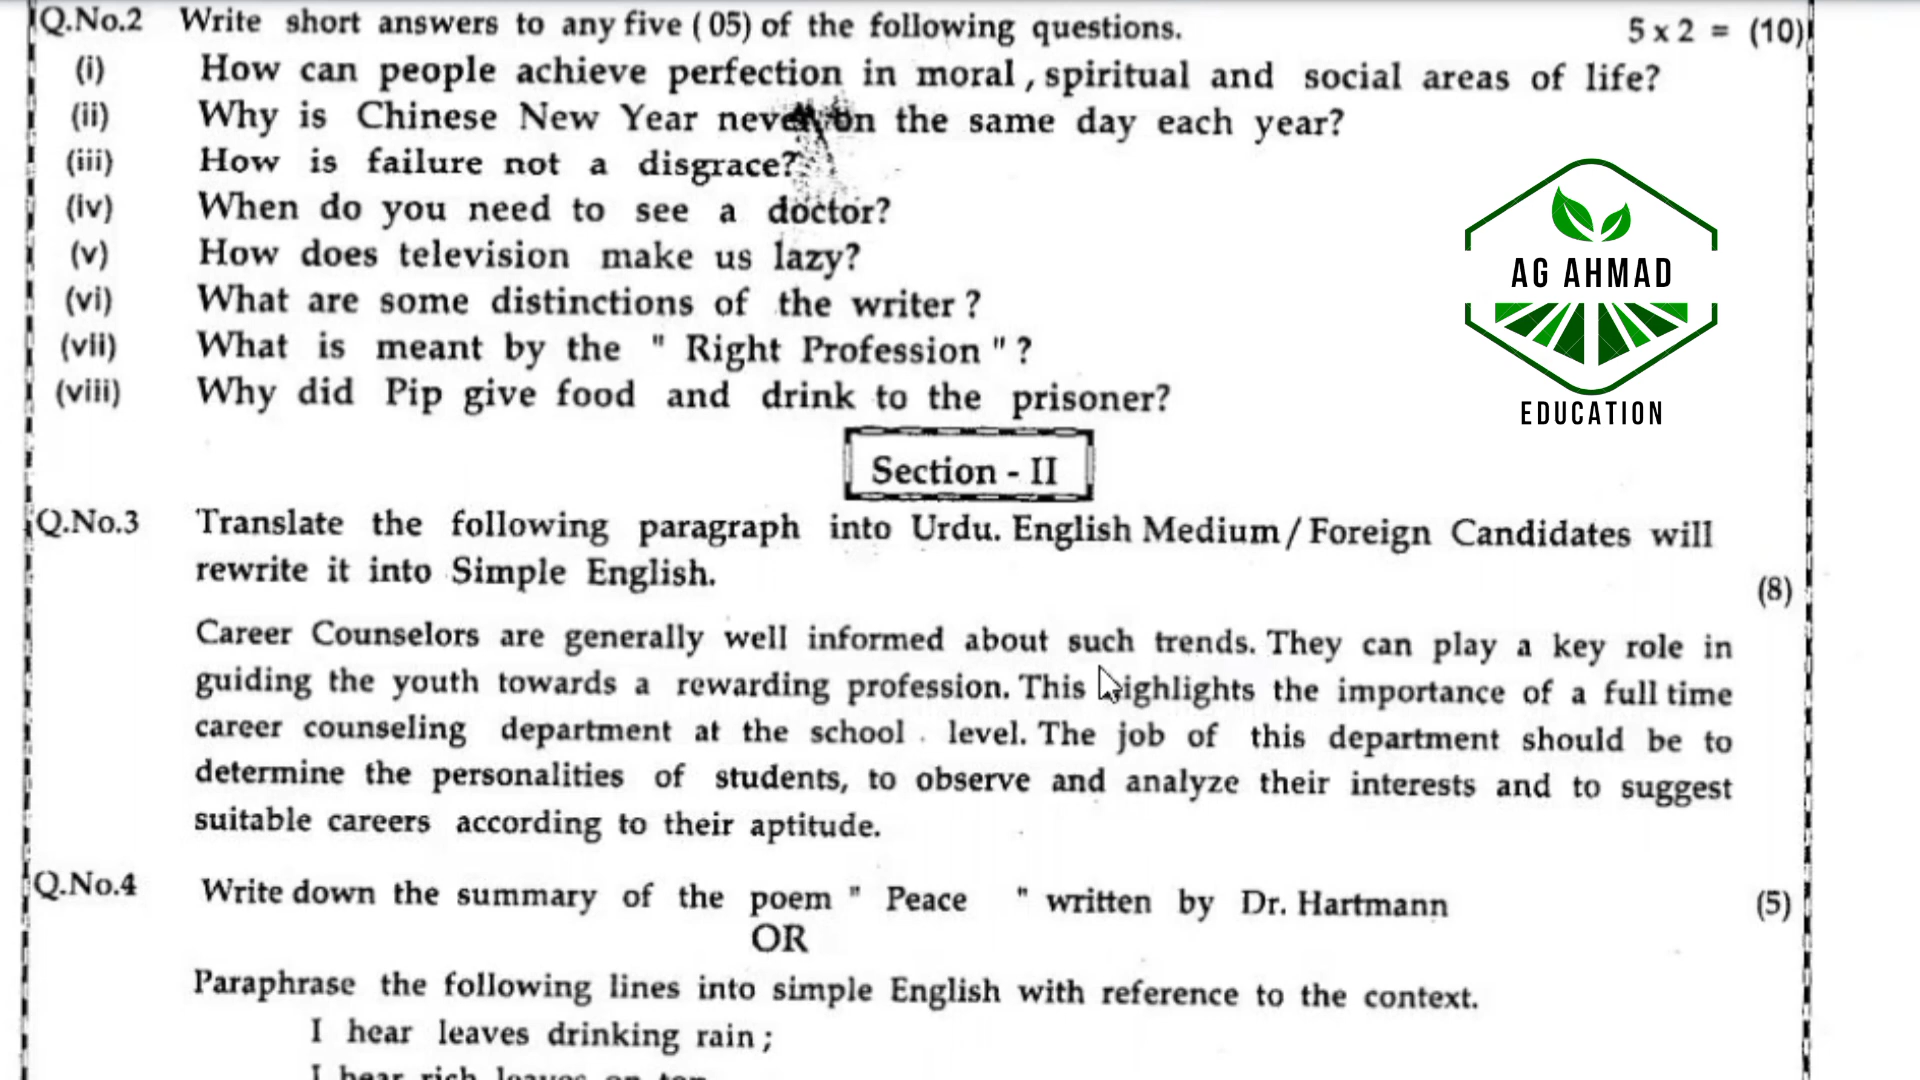 Q.No.2 Write short answers to any five (05) of the following questions. 5 x 2 = (10)
(i) How can people achieve perfection in moral, spiritual and social areas of life?
(ii) Why is Chinese New Year never on the same day each year?
(iii) How is failure not a disgrace?
(iv) When do you need to see a doctor?
(v) How does television make us lazy?
(vi) What are some distinctions of the writer ?
(vii) What is meant by the " Right Profession " ?
(viii) Why did Pip give food and drink to the prisoner?
AG AHMAD
EDUCATION
Section - II
Q.No.3 Translate the following paragraph into Urdu. English Medium / Foreign Candidates will
rewrite it into Simple English. (8)
Career Counselors are generally well informed about such trends. They can play a key role in
guiding the youth towards a rewarding profession. This highlights the importance of a full time
career counseling department at the school level. The job of this department should be to
determine the personalities of students, to observe and analyze their interests and to suggest
suitable careers according to their aptitude.
Q.No.4 Write down the summary of the poem " Peace " written by Dr. Hartmann (5)
OR
Paraphrase the following lines into simple English with reference to the context.
I hear leaves drinking rain ;
I hear rich leaves on top